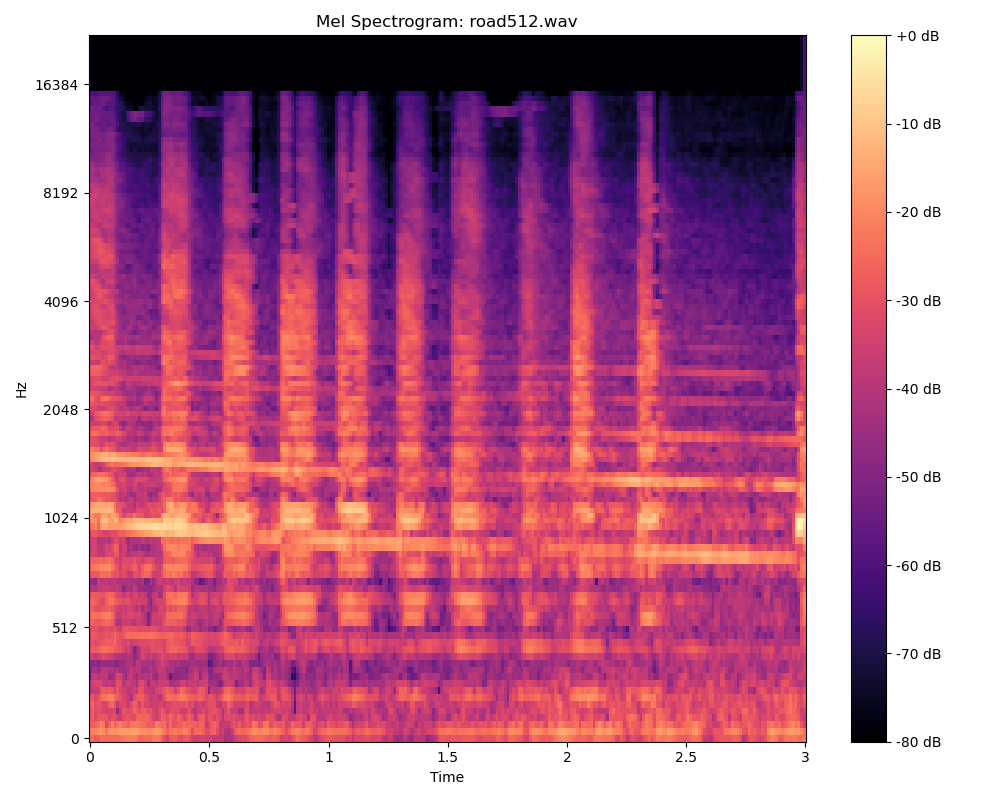 Mel Spectrogram: road512.wav
+0 dB
16384
-10 dB
8192
-20 dB
4096
-30 dB
Hz
2048
-40 dB
1024
-50 dB
512
-60 dB
0
-70 dB
-80 dB
0 0.5 1 1.5 2 2.5 3
Time